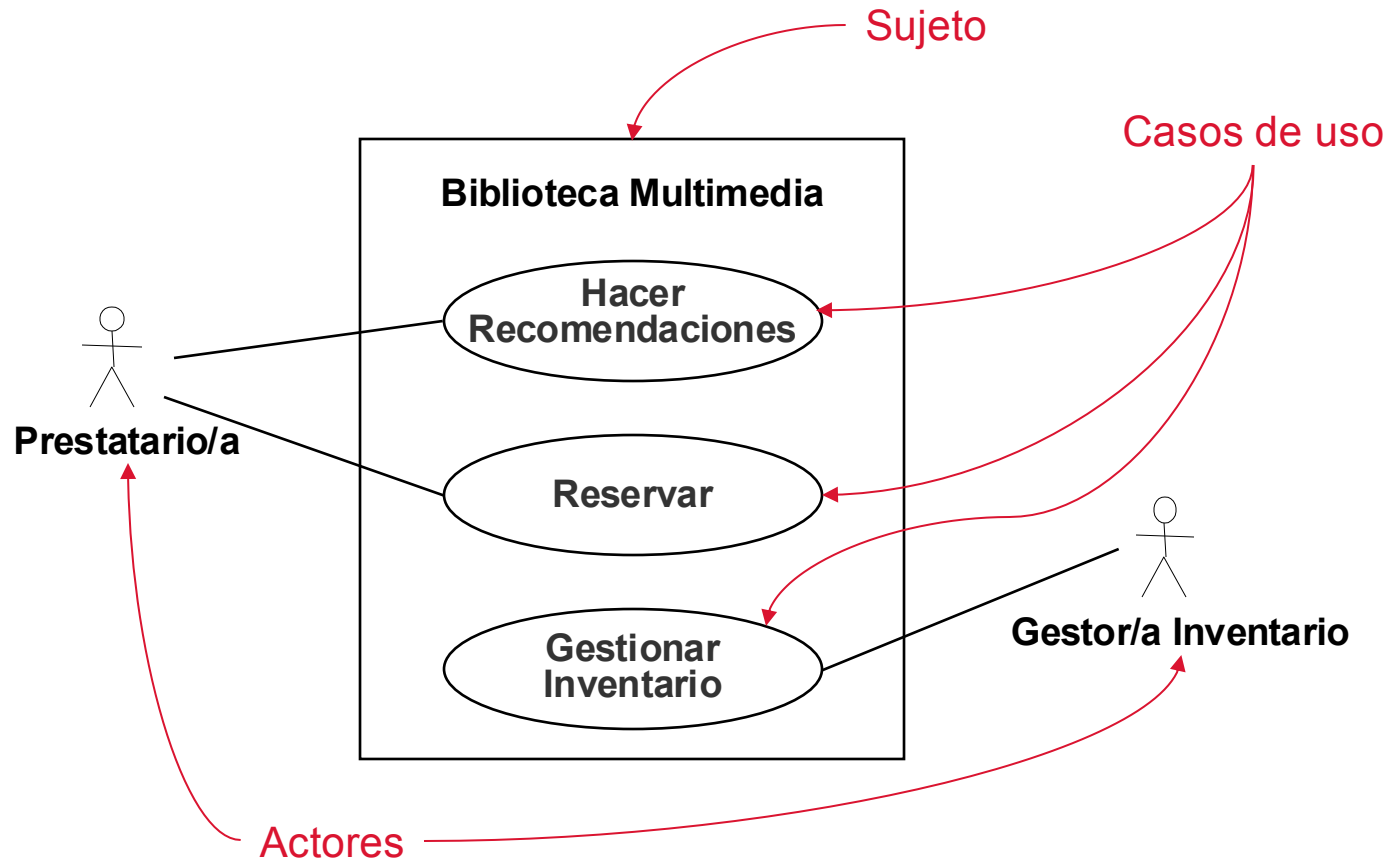 Sujeto
Casos de uso
Biblioteca Multimedia
Hacer
Recomendaciones
Prestatario/a
Reservar
Gestor/a Inventario
Gestionar
Inventario
Actores